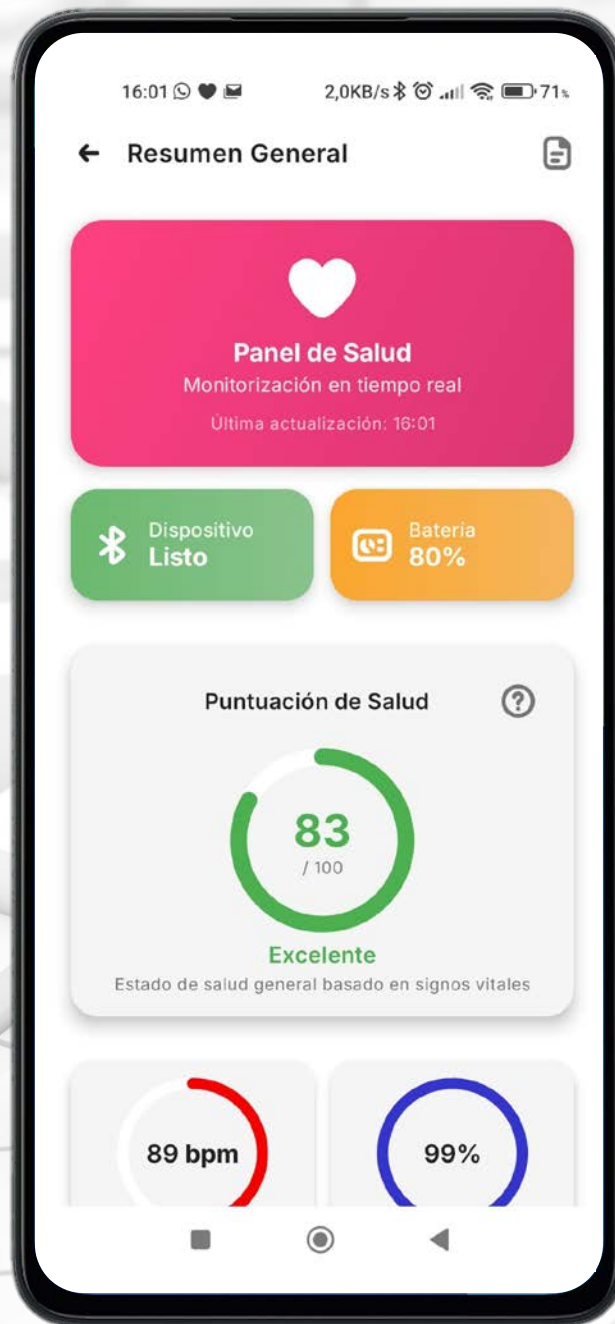 16:01 2,0KB/s 71%
Resumen General
Panel de Salud
Monitorización en tiempo real
Última actualización: 16:01
Dispositivo
Listo
Batería
80%
Puntuación de Salud
?
83
/ 100
Excelente
Estado de salud general basado en signos vitales
89 bpm
99%